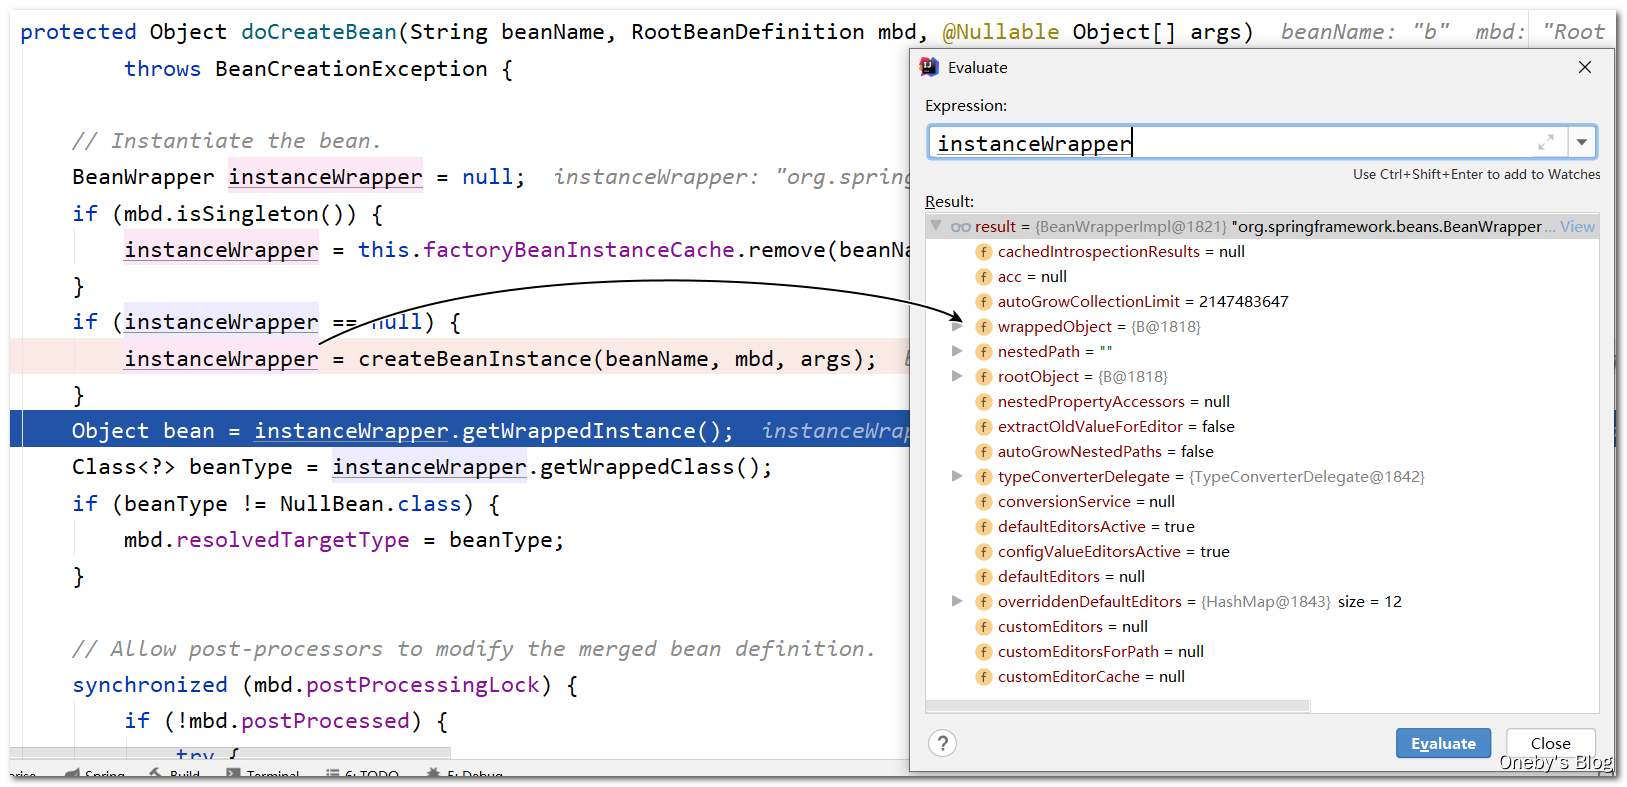 protected Object doCreateBean(String beanName, RootBeanDefinition mbd, @Nullable Object[] args)  beanName: "b"  mbd: "Root
throws BeanCreationException {
// Instantiate the bean.
BeanWrapper instanceWrapper = null;  instanceWrapper: "org.spring
if (mbd.isSingleton()) {
instanceWrapper = this.factoryBeanInstanceCache.remove(beanNa
}
if (instanceWrapper == null) {
instanceWrapper = createBeanInstance(beanName, mbd, args);
}
Object bean = instanceWrapper.getWrappedInstance();  instanceWrap
Class<?> beanType = instanceWrapper.getWrappedClass();
if (beanType != NullBean.class) {
mbd.resolvedTargetType = beanType;
}
// Allow post-processors to modify the merged bean definition.
synchronized (mbd.postProcessingLock) {
if (!mbd.postProcessed) {
try {
Spring
Build
Terminal
6: TODO
5: Debug
Evaluate
Expression:
instanceWrapper
Use Ctrl+Shift+Enter to add to Watches
Result:
result = {BeanWrapperImpl@1821} "org.springframework.beans.BeanWrapper ... View
f cachedIntrospectionResults = null
f acc = null
f autoGrowCollectionLimit = 2147483647
f wrappedObject = {B@1818}
f nestedPath = ""
f rootObject = {B@1818}
f nestedPropertyAccessors = null
f extractOldValueForEditor = false
f autoGrowNestedPaths = false
f typeConverterDelegate = {TypeConverterDelegate@1842}
f conversionService = null
f defaultEditorsActive = true
f configValueEditorsActive = true
f defaultEditors = null
f overriddenDefaultEditors = {HashMap@1843} size = 12
f customEditors = null
f customEditorsForPath = null
f customEditorCache = null
?
Evaluate
Close
Oneby's Blog